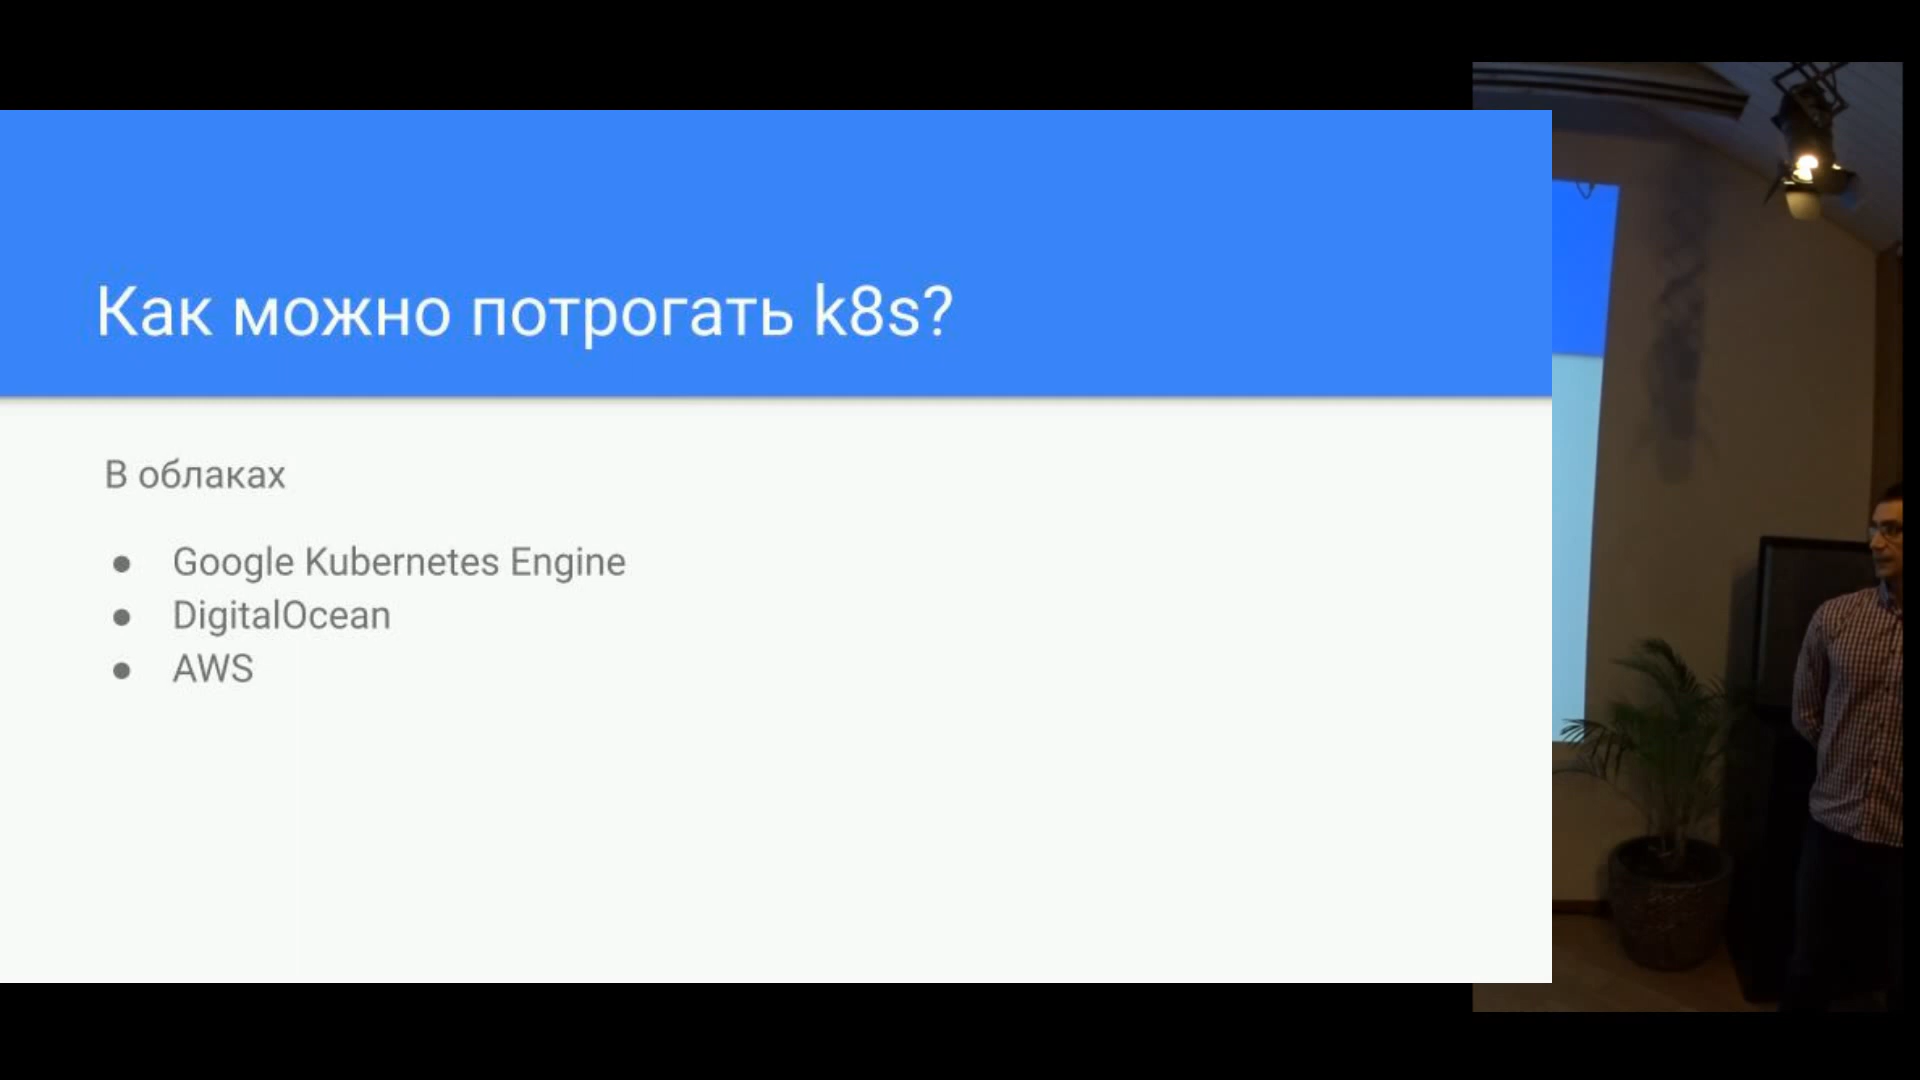 Как можно потрогать k8s?
В облаках
● Google Kubernetes Engine
● DigitalOcean
● AWS